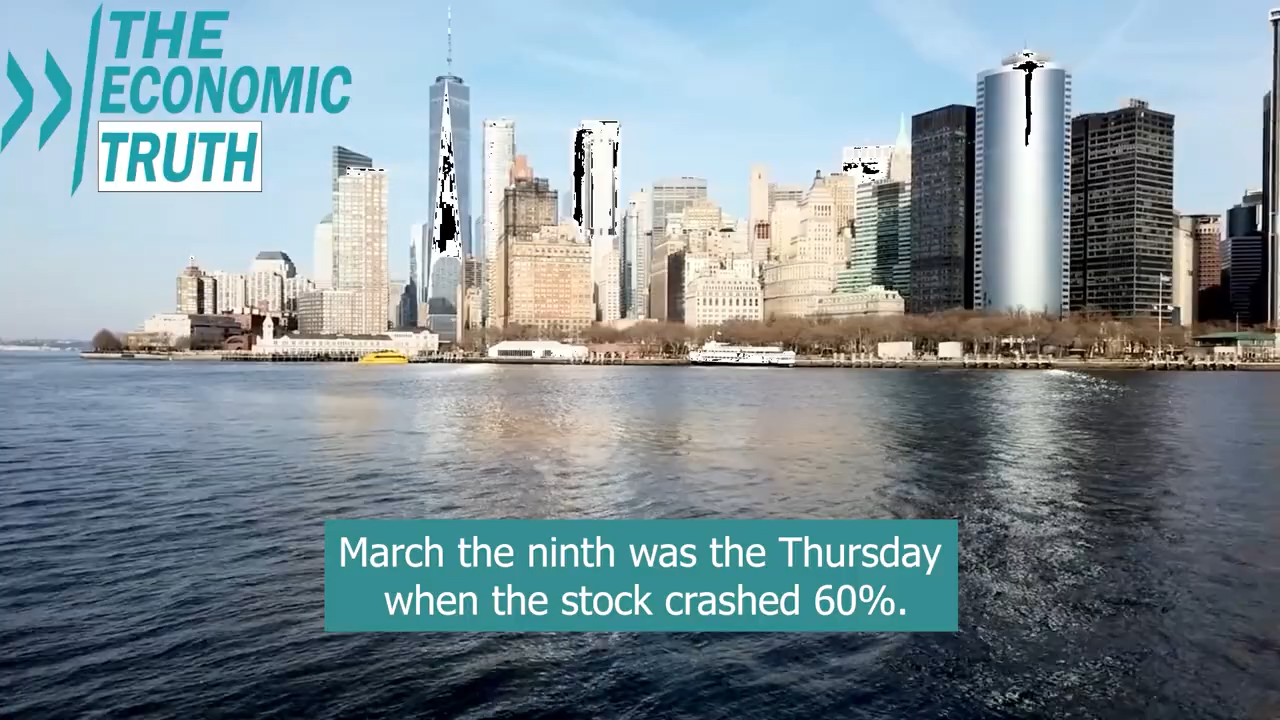 THE
ECONOMIC
TRUTH
March the ninth was the Thursday
when the stock crashed 60%.